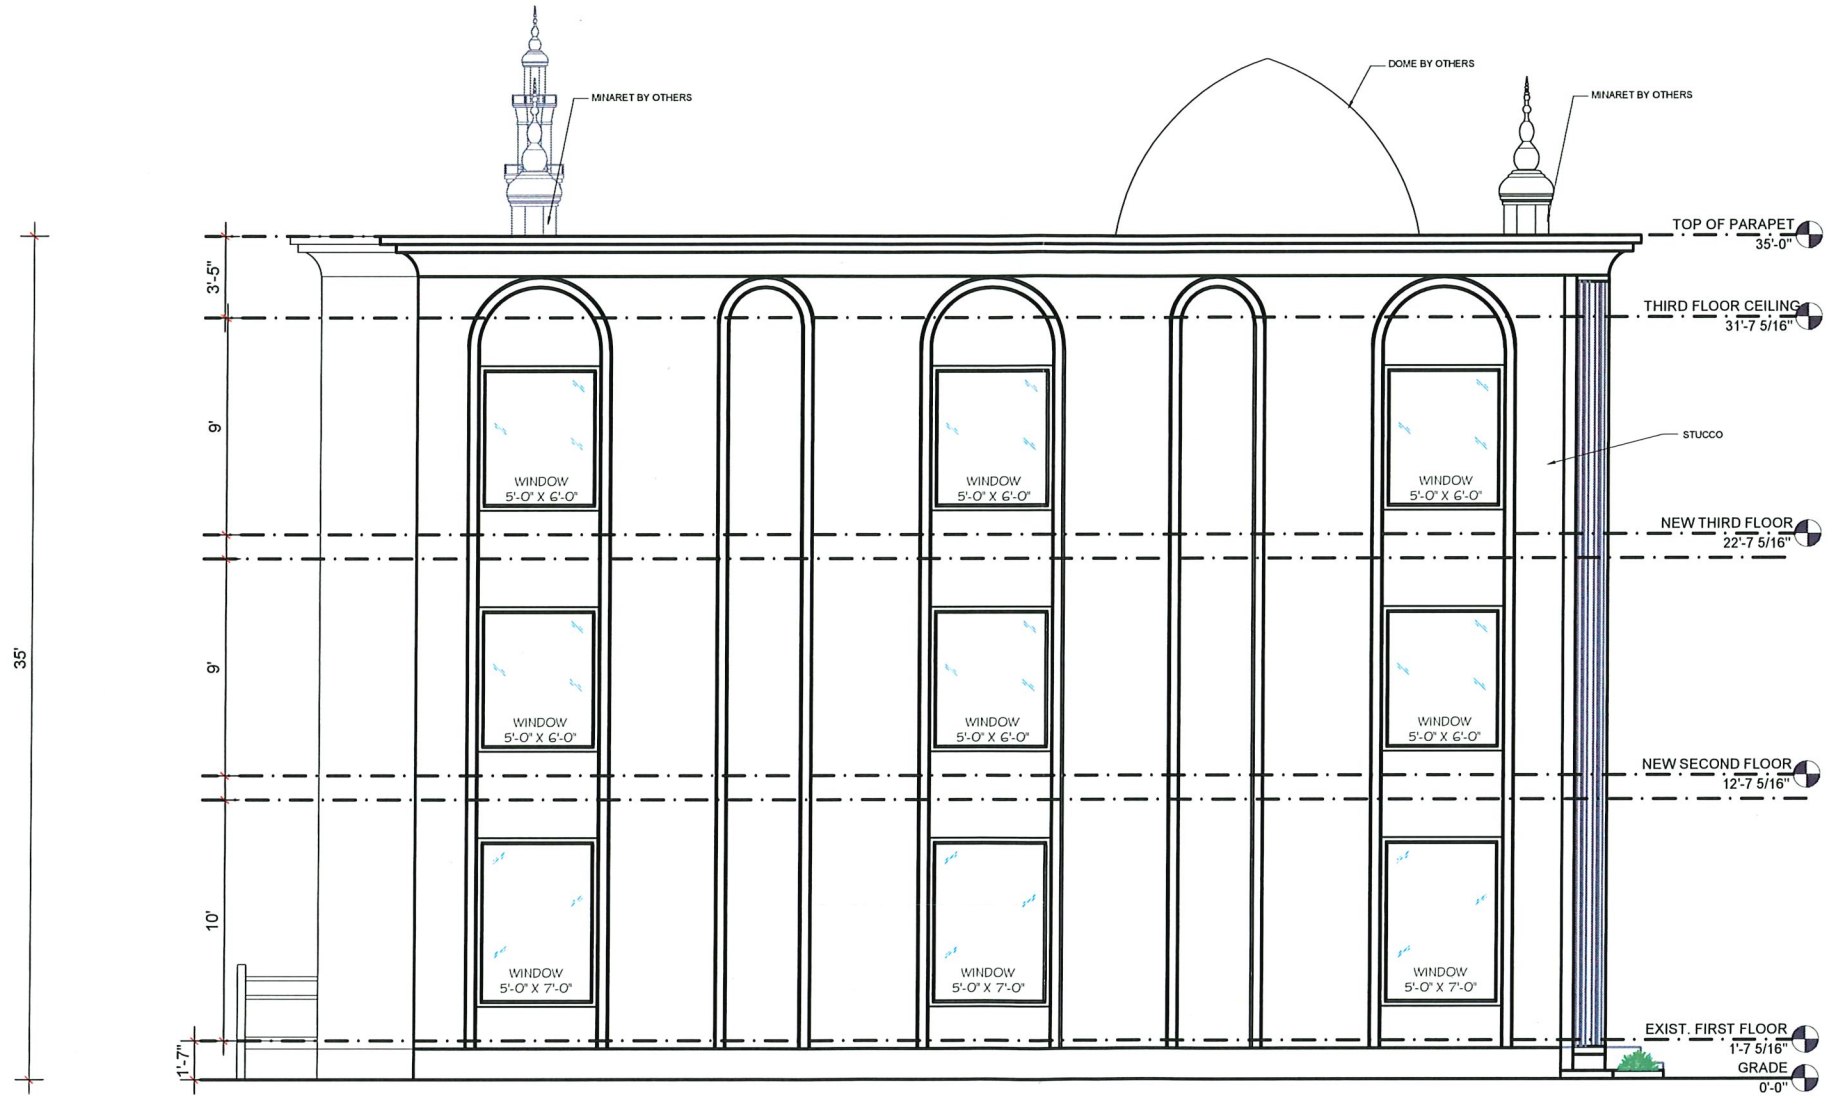 MINARET BY OTHERS
DOME BY OTHERS
MINARET BY OTHERS
TOP OF PARAPET
35'-0"
3'-5"
THIRD FLOOR CEILING
31'-7 5/16"
9'
WINDOW
5'-0" X 6'-0"
WINDOW
5'-0" X 6'-0"
WINDOW
5'-0" X 6'-0"
STUCCO
NEW THIRD FLOOR
22'-7 5/16"
35'
9'
WINDOW
5'-0" X 6'-0"
WINDOW
5'-0" X 6'-0"
WINDOW
5'-0" X 6'-0"
NEW SECOND FLOOR
12'-7 5/16"
10'
WINDOW
5'-0" X 7'-0"
WINDOW
5'-0" X 7'-0"
WINDOW
5'-0" X 7'-0"
EXIST. FIRST FLOOR
1'-7 5/16"
1'-7"
GRADE
0'-0"